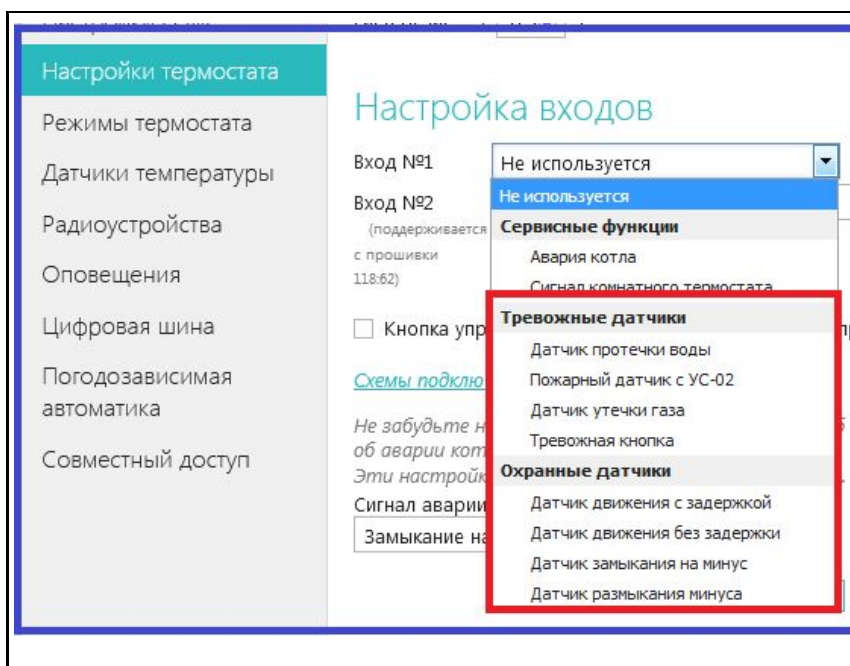 Настройки термостата
Режимы термостата
Датчики температуры
Радиоустройства
Оповещения
Цифровая шина
Погодозависимая
автоматика
Совместный доступ
Настройка входов
Вход №1
Не используется
Вход №2
(поддерживается
с прошивки
118:62)
Не используется
Сервисные функции
Авария котла
Сигнал комнатного термостата
Тревожные датчики
Датчик протечки воды
Пожарный датчик с УС-02
Датчик утечки газа
Тревожная кнопка
Охранные датчики
Датчик движения с задержкой
Датчик движения без задержки
Датчик замыкания на минус
Датчик размыкания минуса
Кнопка упр
Схемы подклю
Не забудьте н
об аварии кот
Эти настройк
Сигнал аварии
Замыкание на